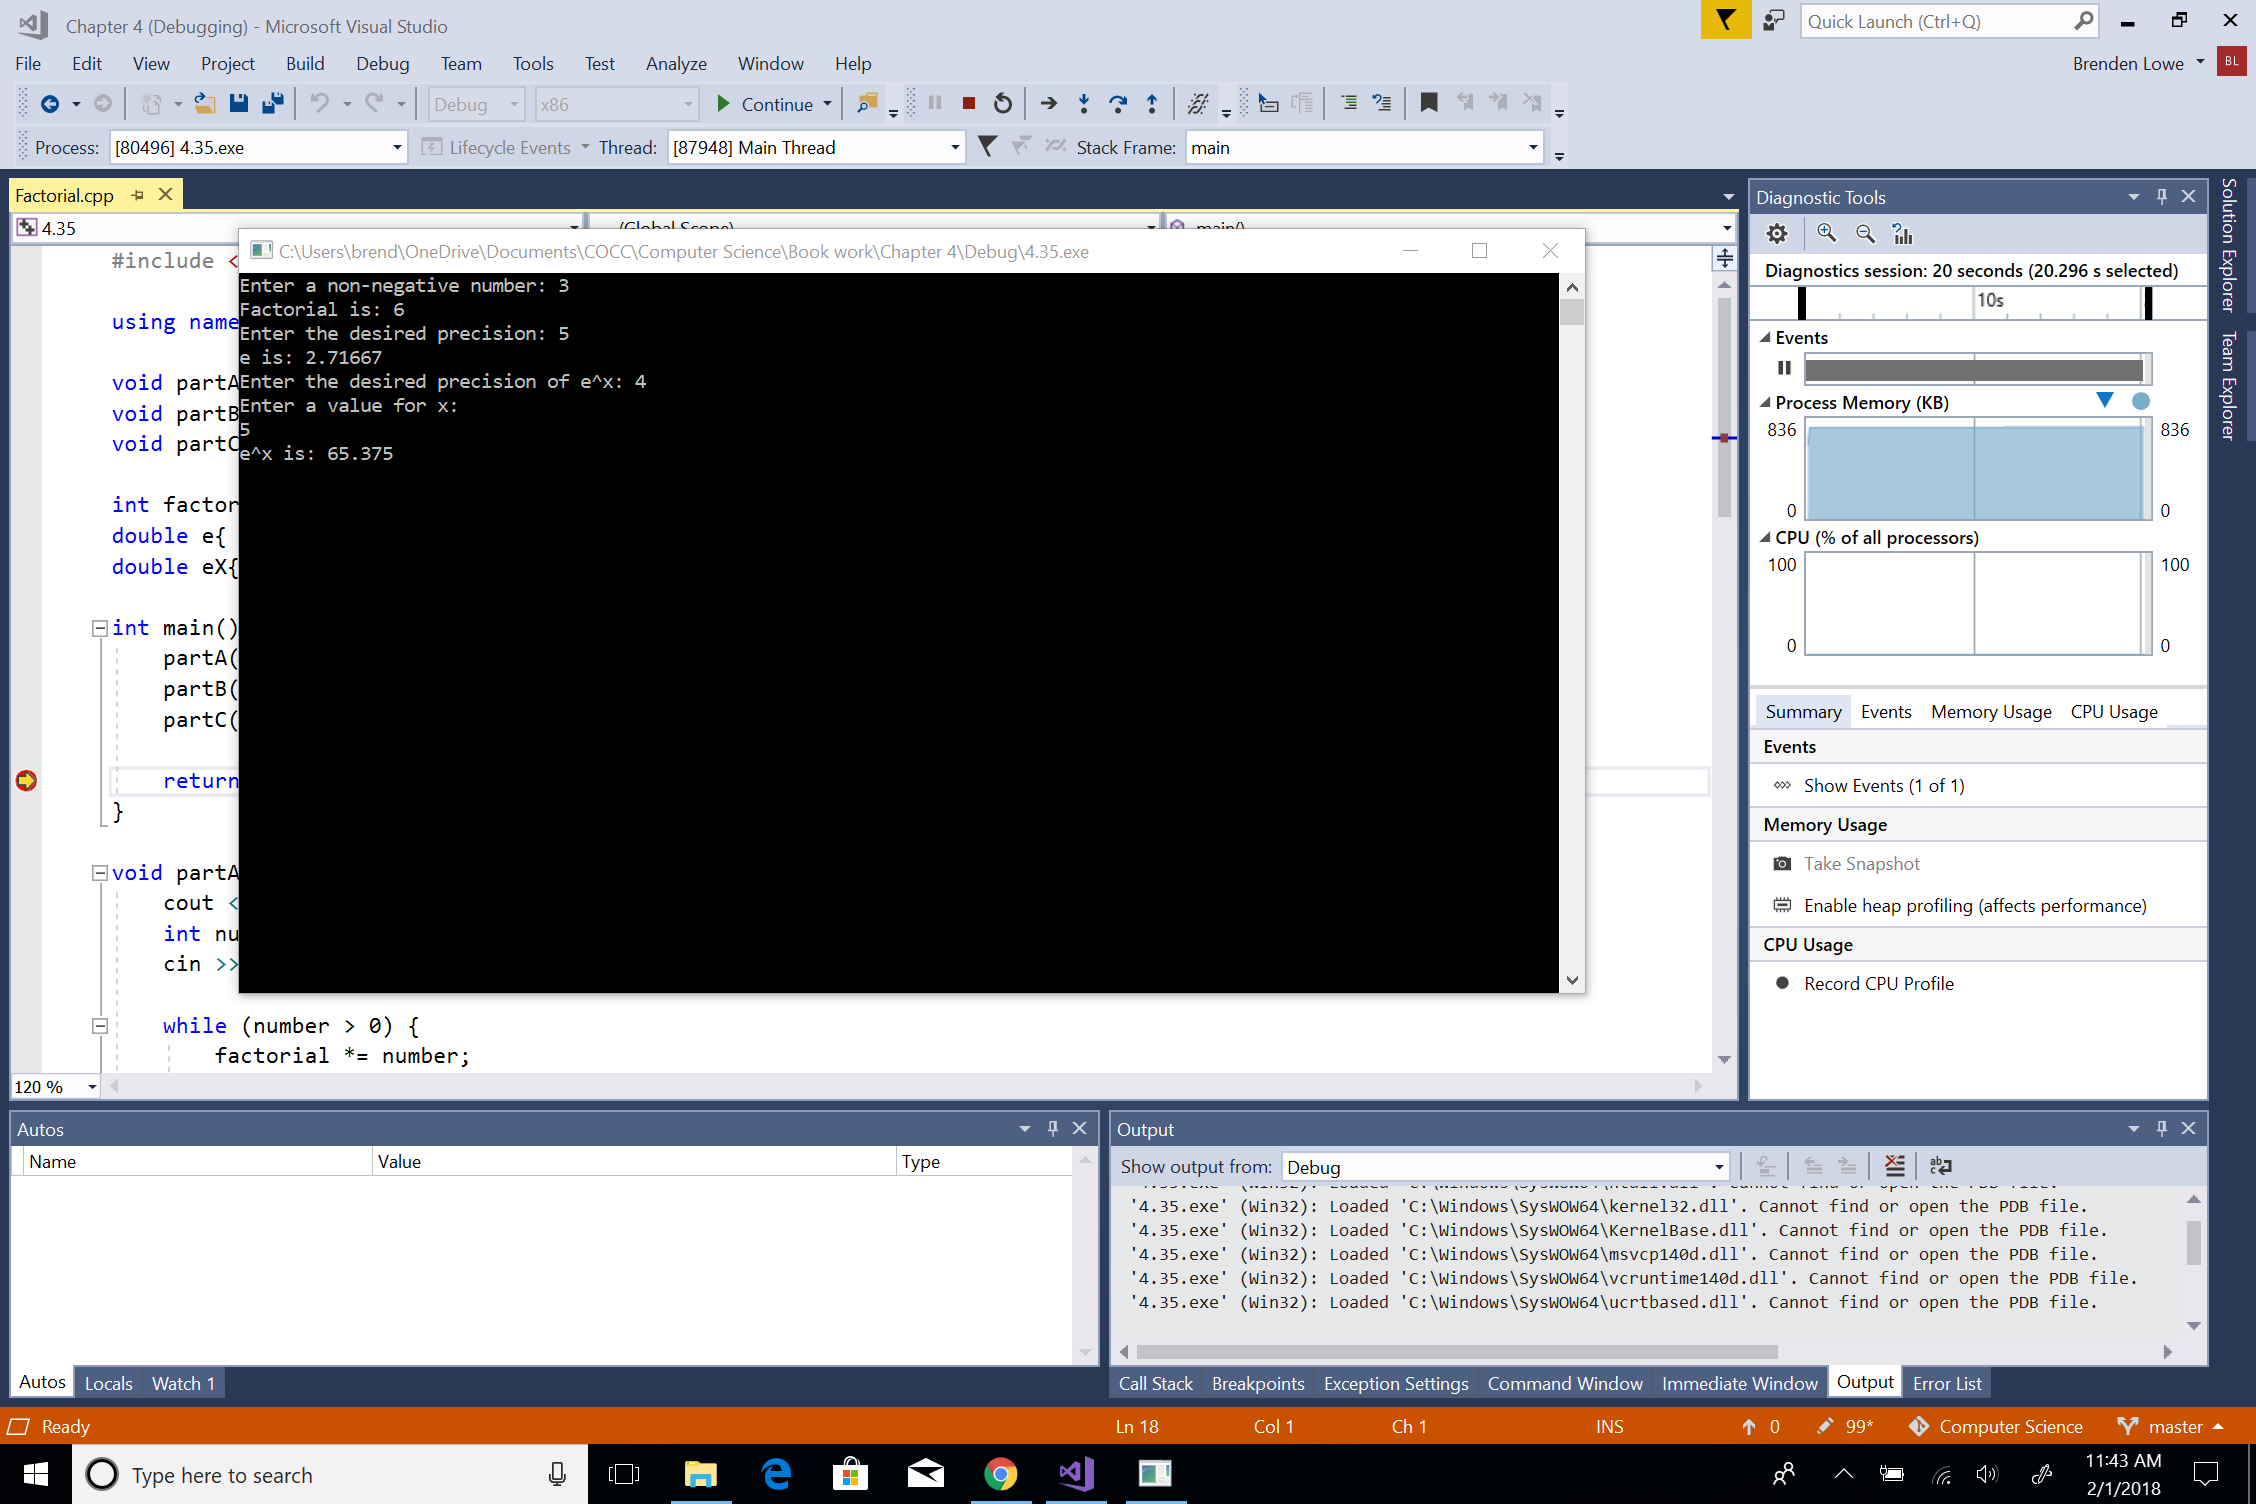 Chapter 4 (Debugging) - Microsoft Visual Studio
Quick Launch (Ctrl+Q)
File Edit View Project Build Debug Team Tools Test Analyze Window Help
Brenden Lowe BL
Debug x86 Continue
Process: [80496] 4.35.exe Lifecycle Events Thread: [87948] Main Thread Stack Frame: main
Factorial.cpp
4.35 (Global Scope) main()
C:\Users\brend\OneDrive\Documents\COCC\Computer Science\Book work\Chapter 4\Debug\4.35.exe
Enter a non-negative number: 3
Factorial is: 6
Enter the desired precision: 5
e is: 2.71667
Enter the desired precision of e^x: 4
Enter a value for x:
5
e^x is: 65.375
#include <
using name
void partA
void partB
void partC
int factor
double e{
double eX{
int main()
partA(
partB(
partC(
return
}
void partA
cout <
int nu
cin >>
while (number > 0) {
factorial *= number;
120 %
Diagnostic Tools
Diagnostics session: 20 seconds (20.296 s selected)
10s
Events
Process Memory (KB)
836 836
0 0
CPU (% of all processors)
100 100
0 0
Summary Events Memory Usage CPU Usage
Events
Show Events (1 of 1)
Memory Usage
Take Snapshot
Enable heap profiling (affects performance)
CPU Usage
Record CPU Profile
Solution Explorer
Team Explorer
Autos
Name Value Type
Autos Locals Watch 1
Output
Show output from: Debug
'4.35.exe' (Win32): Loaded 'C:\Windows\SysWOW64\ntdll.dll'. Cannot find or open the PDB file.
'4.35.exe' (Win32): Loaded 'C:\Windows\SysWOW64\kernel32.dll'. Cannot find or open the PDB file.
'4.35.exe' (Win32): Loaded 'C:\Windows\SysWOW64\KernelBase.dll'. Cannot find or open the PDB file.
'4.35.exe' (Win32): Loaded 'C:\Windows\SysWOW64\msvcp140d.dll'. Cannot find or open the PDB file.
'4.35.exe' (Win32): Loaded 'C:\Windows\SysWOW64\vcruntime140d.dll'. Cannot find or open the PDB file.
'4.35.exe' (Win32): Loaded 'C:\Windows\SysWOW64\ucrtbased.dll'. Cannot find or open the PDB file.
Call Stack Breakpoints Exception Settings Command Window Immediate Window Output Error List
Ready Ln 18 Col 1 Ch 1 INS 0 99* Computer Science master
Type here to search
11:43 AM
2/1/2018